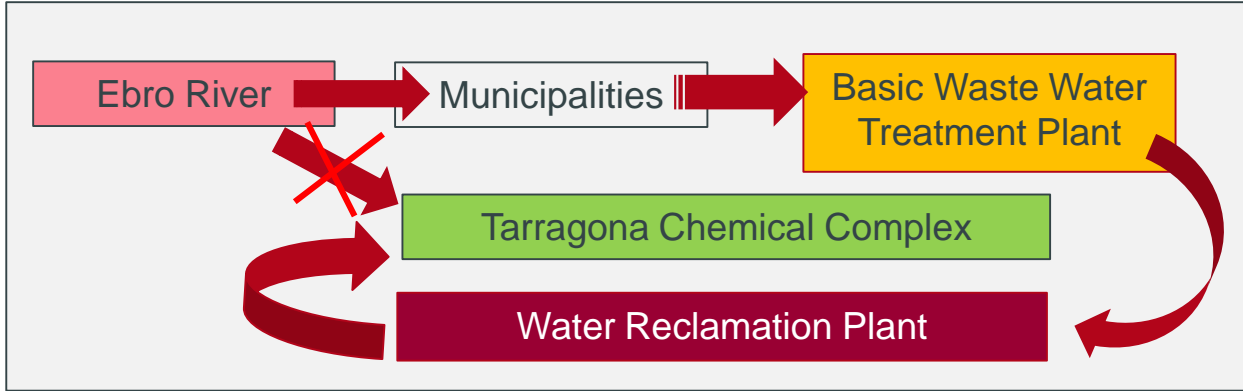 Ebro River
Municipalities
Basic Waste Water
Treatment Plant
Tarragona Chemical Complex
Water Reclamation Plant